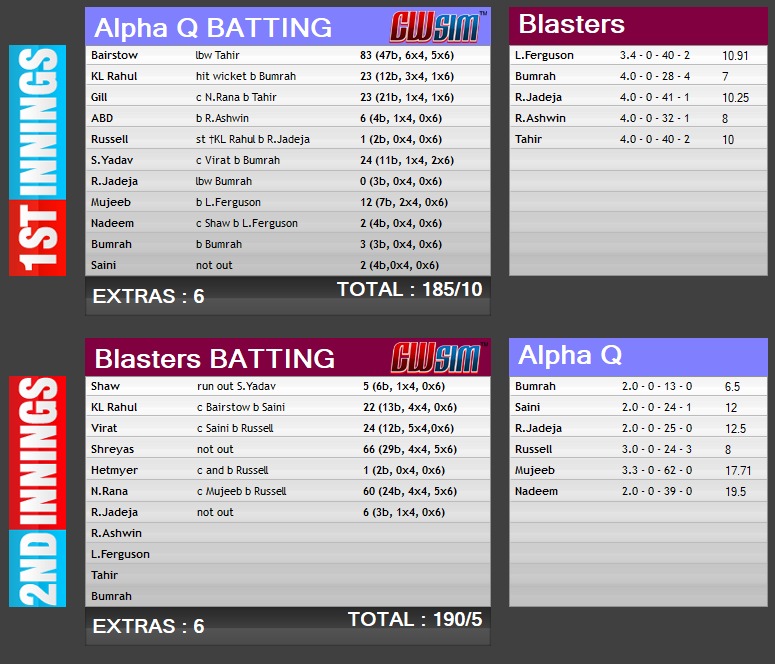 Alpha Q BATTING CWSIM™
Bairstow lbw Tahir 83 (47b, 6x4, 5x6)
KL Rahul hit wicket b Bumrah 23 (12b, 3x4, 1x6)
Gill c N.Rana b Tahir 23 (21b, 1x4, 1x6)
ABD b R.Ashwin 6 (4b, 1x4, 0x6)
Russell st †KL Rahul b R.Jadeja 1 (2b, 0x4, 0x6)
S.Yadav c Virat b Bumrah 24 (11b, 1x4, 2x6)
R.Jadeja lbw Bumrah 0 (3b, 0x4, 0x6)
Mujeeb b L.Ferguson 12 (7b, 2x4, 0x6)
Nadeem c Shaw b L.Ferguson 2 (4b, 0x4, 0x6)
Bumrah b Bumrah 3 (3b, 0x4, 0x6)
Saini not out 2 (4b,0x4, 0x6)
EXTRAS : 6 TOTAL : 185/10
1ST INNINGS
Blasters
L.Ferguson 3.4 - 0 - 40 - 2 10.91
Bumrah 4.0 - 0 - 28 - 4 7
R.Jadeja 4.0 - 0 - 41 - 1 10.25
R.Ashwin 4.0 - 0 - 32 - 1 8
Tahir 4.0 - 0 - 40 - 2 10
Blasters BATTING CWSIM™
Shaw run out S.Yadav 5 (6b, 1x4, 0x6)
KL Rahul c Bairstow b Saini 22 (13b, 4x4, 0x6)
Virat c Saini b Russell 24 (12b, 5x4,0x6)
Shreyas not out 66 (29b, 4x4, 5x6)
Hetmyer c and b Russell 1 (2b, 0x4, 0x6)
N.Rana c Mujeeb b Russell 60 (24b, 4x4, 5x6)
R.Jadeja not out 6 (3b, 1x4, 0x6)
R.Ashwin
L.Ferguson
Tahir
Bumrah
EXTRAS : 6 TOTAL : 190/5
2ND INNINGS
Alpha Q
Bumrah 2.0 - 0 - 13 - 0 6.5
Saini 2.0 - 0 - 24 - 1 12
R.Jadeja 2.0 - 0 - 25 - 0 12.5
Russell 3.0 - 0 - 24 - 3 8
Mujeeb 3.3 - 0 - 62 - 0 17.71
Nadeem 2.0 - 0 - 39 - 0 19.5